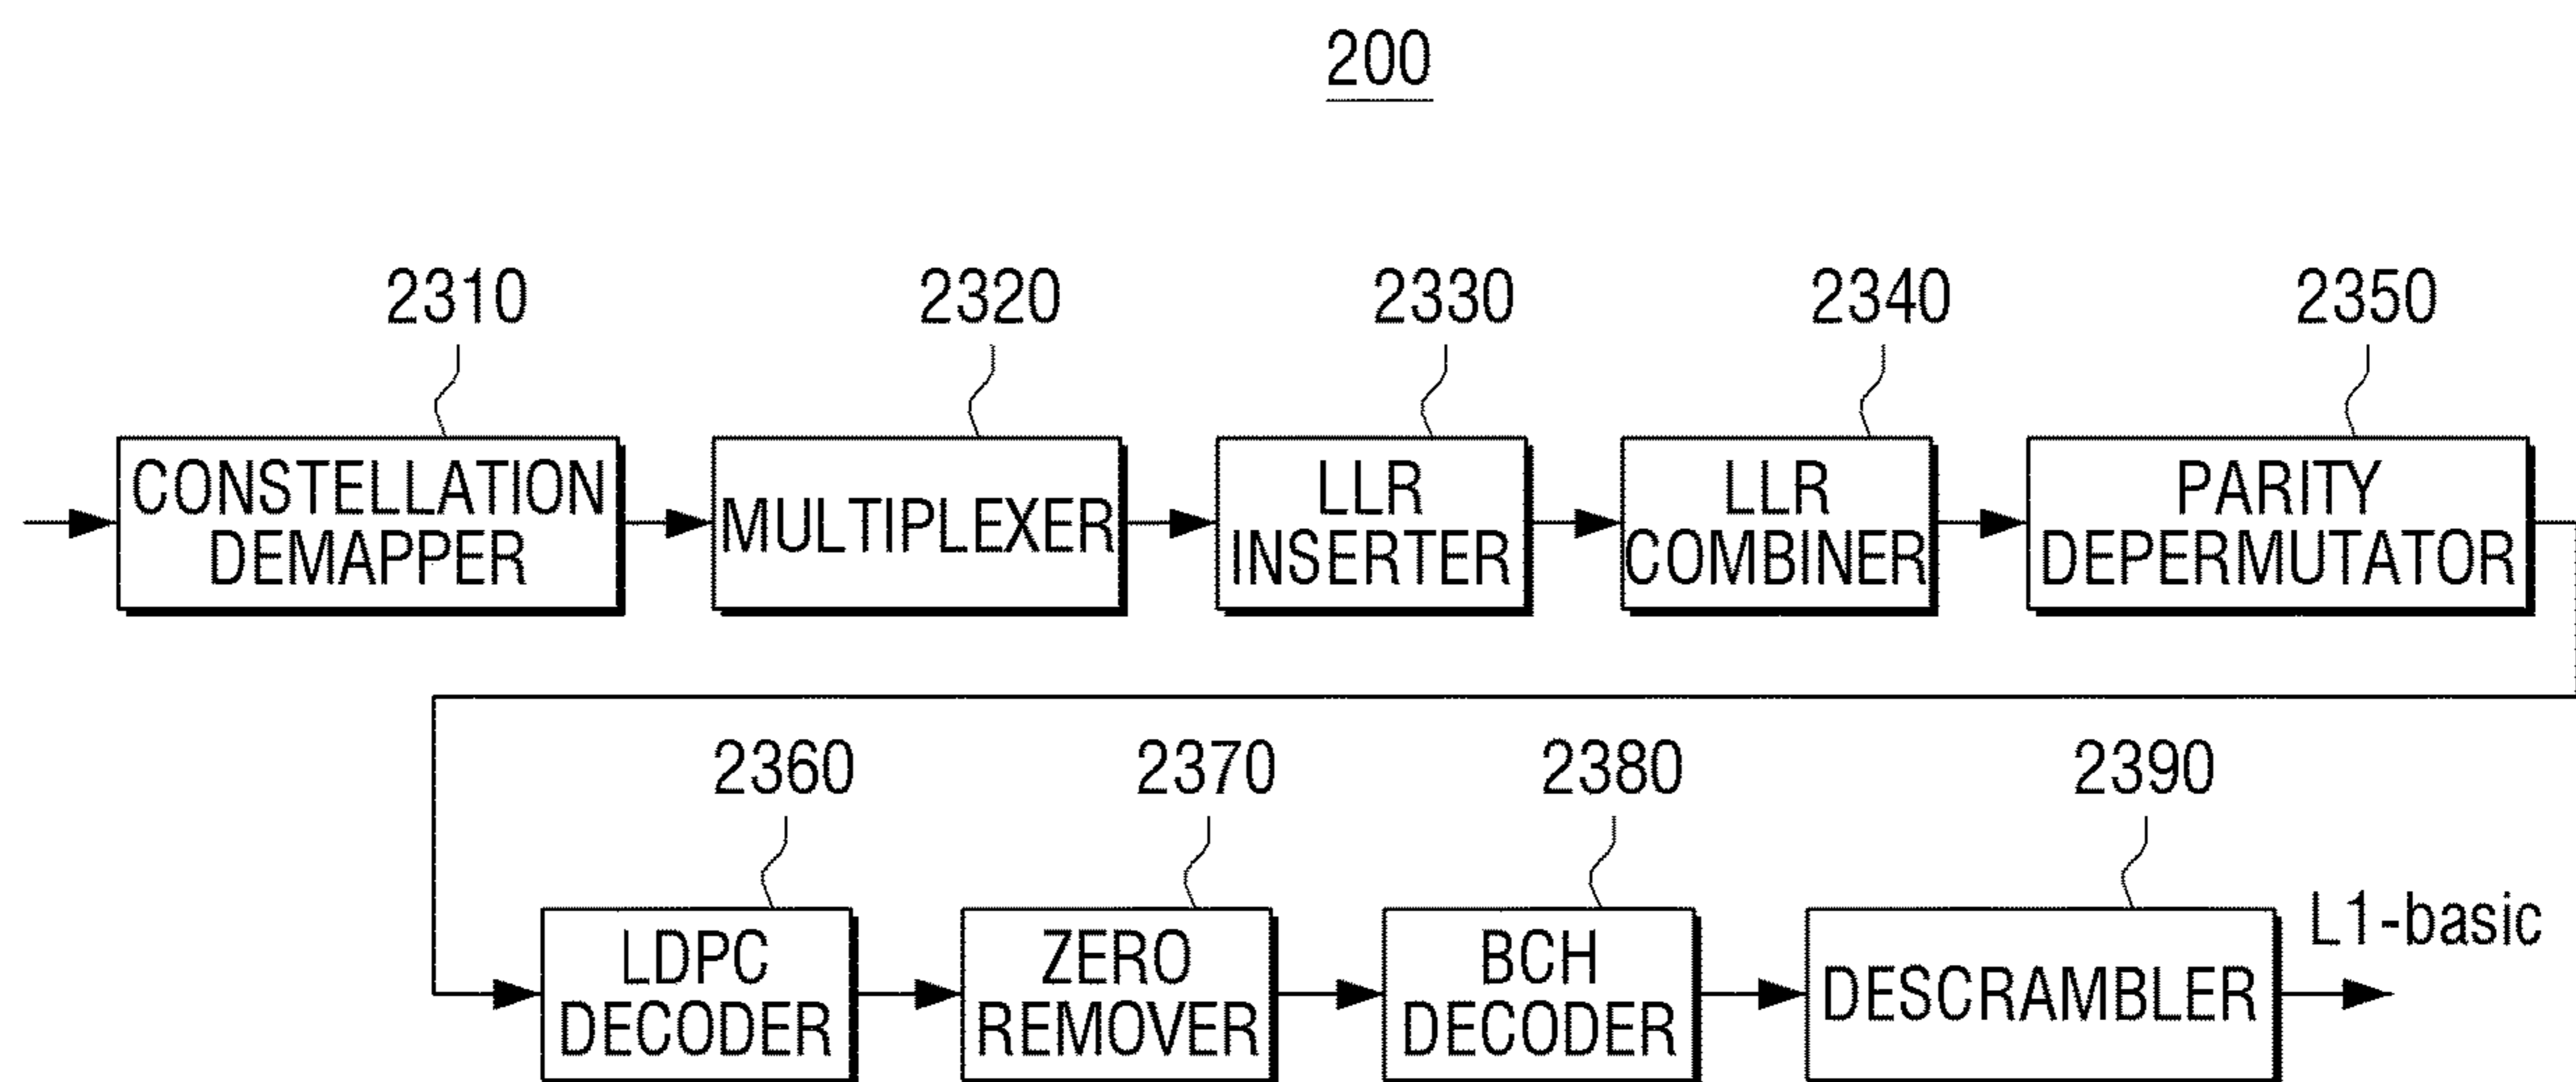 200
2310
2320
2330
2340
2350
CONSTELLATION
DEMAPPER
MULTIPLEXER
LLR
INSERTER
LLR
COMBINER
PARITY
DEPERMUTATOR
2360
2370
2380
2390
LDPC
DECODER
ZERO
REMOVER
BCH
DECODER
DESCRAMBLER
L1-basic